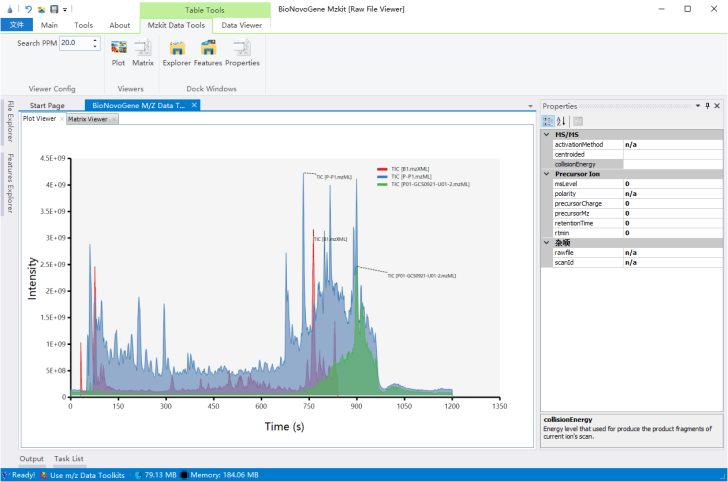 Table Tools
BioNovoGene Mzkit [Raw File Viewer]
文件 Main Tools About Mzkit Data Tools Data Viewer
Search PPM 20.0
Plot Matrix Explorer Features Properties
Viewer Config Viewers Dock Windows
File Explorer
Features Explorer
Start Page BioNovoGene M/Z Data T...
Plot Viewer Matrix Viewer
4.5E+09
4E+09
3.5E+09
3E+09
2.5E+09
2E+09
1.5E+09
1E+09
5E+08
0
Intensity
TIC [B1.mzXML]
TIC [P-P1.mzML]
TIC [P01-GCS0921-U01-2.mzML]
TIC [P-P1.mzML]
TIC [B1.mzXML]
TIC [P01-GCS0921-U01-2.mzML]
0 150 300 450 600 750 900 1050 1200 1350
Time (s)
Properties
MS/MS
activationMethod n/a
centroided
collisionEnergy
Precursor Ion
msLevel 0
polarity n/a
precursorCharge 0
precursorMz 0
retentionTime 0
rtmin 0
杂项
rawfile n/a
scanId n/a
collisionEnergy
Energy level that used for produce the product fragments of
current ion's scan.
Output Task List
Ready! Use m/z Data Toolkits 79.13 MB Memory: 184.06 MB